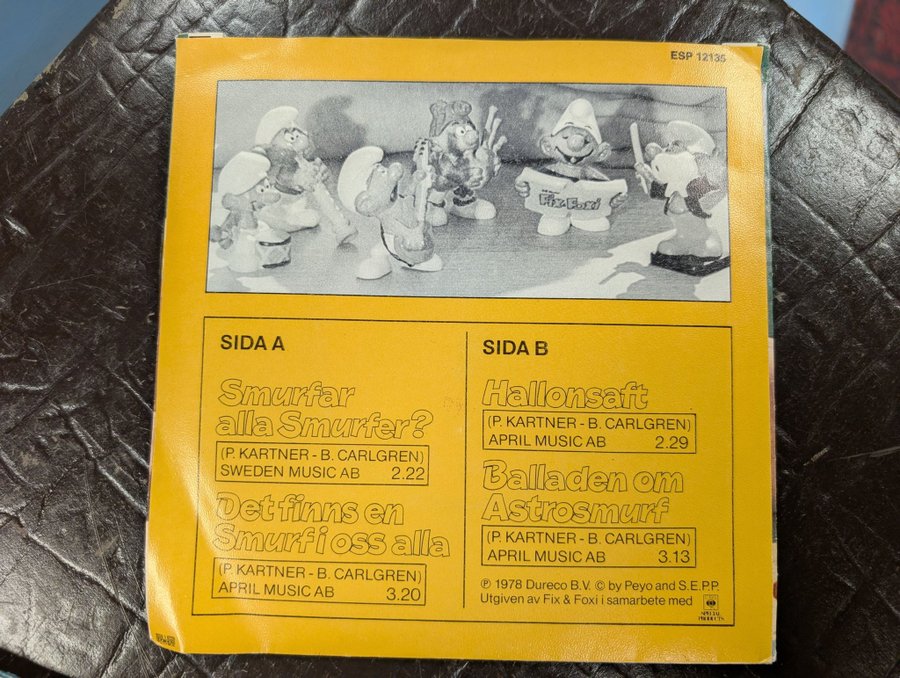 ESP 12135
Fix-Foxi
SIDA A
Smurfar
alla Smurfer?
(P. KARTNER - B. CARLGREN)
SWEDEN MUSIC AB 2.22
Det finns en
Smurf i oss alla
(P. KARTNER - B. CARLGREN)
APRIL MUSIC AB 3.20
SIDA B
Hallonsaft
(P. KARTNER - B. CARLGREN)
APRIL MUSIC AB 2.29
Balladen om
Astrosmurf
(P. KARTNER - B. CARLGREN)
APRIL MUSIC AB 3.13
℗ 1978 Dureco B.V. © by Peyo and S.E.P.P.
Utgiven av Fix & Foxi i samarbete med
SPECIAL
PRODUCTS